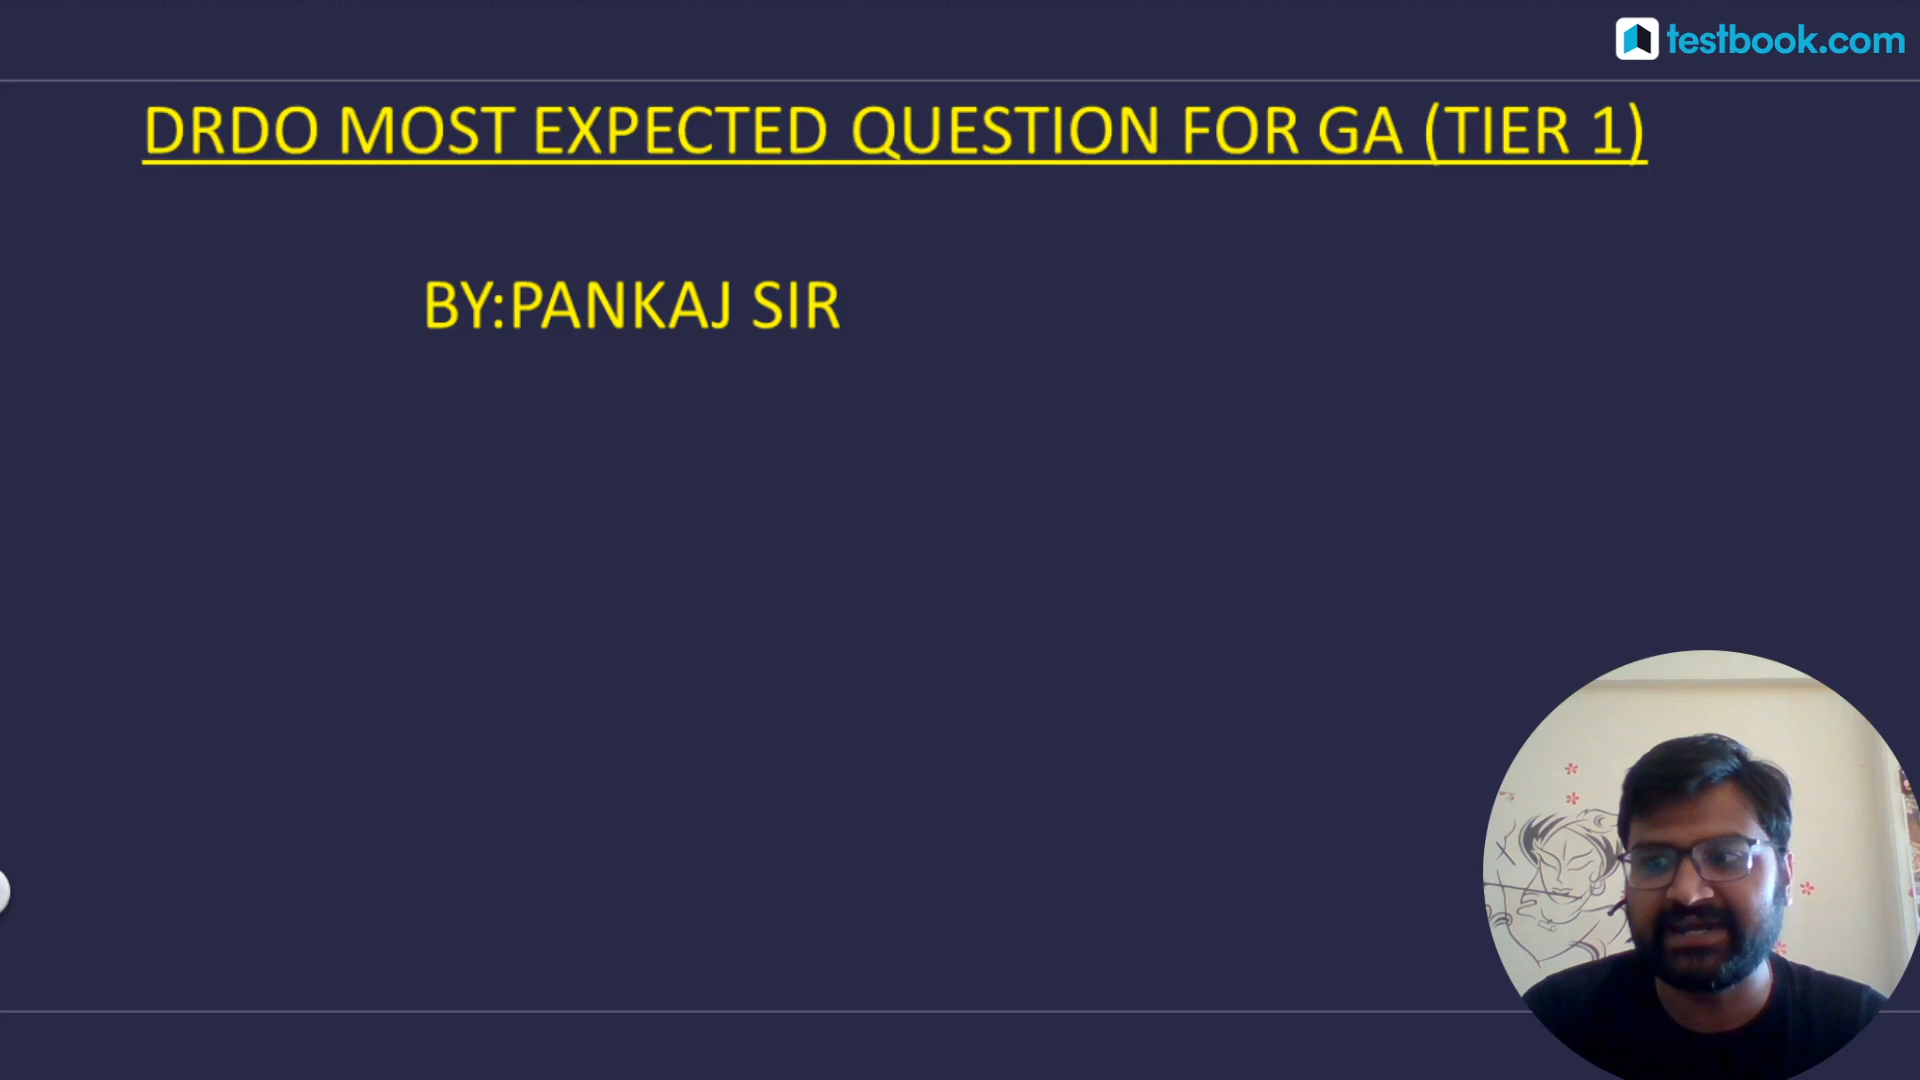 testbook.com
DRDO MOST EXPECTED QUESTION FOR GA (TIER 1)
BY:PANKAJ SIR